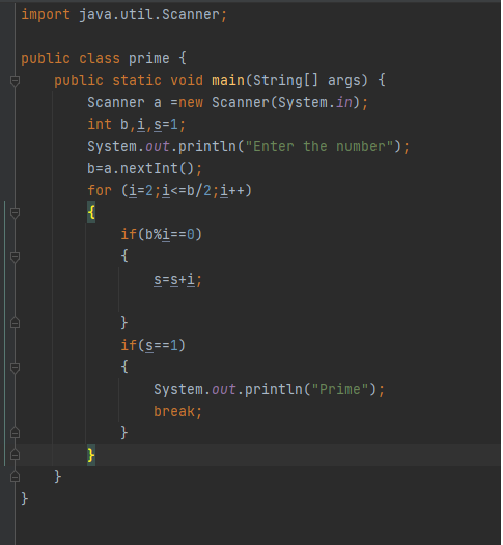 import java.util.Scanner;
public class prime {
public static void main(String[] args) {
Scanner a =new Scanner(System.in);
int b,i,s=1;
System.out.println("Enter the number");
b=a.nextInt();
for (i=2;i<=b/2;i++)
{
if(b%i==0)
{
s=s+i;
}
if(s==1)
{
System.out.println("Prime");
break;
}
}
}
}